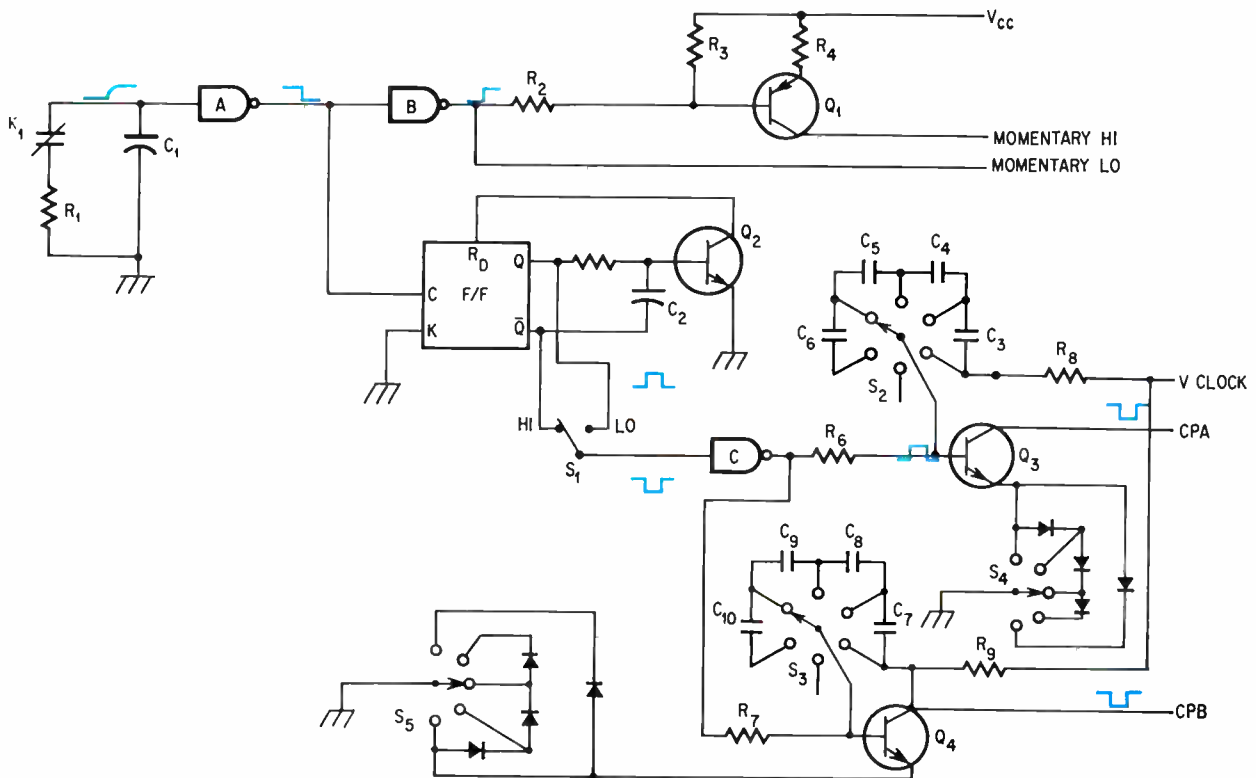 VCC
R3
R4
R2
A
B
Q1
K1
C1
MOMENTARY HI
MOMENTARY LO
R1
Q2
RD
Q
C5
C4
F/F
C
C2
K
Q̅
C6
C3
R8
S2
V CLOCK
HI
LO
CPA
R6
C
Q3
S1
C9
C8
S4
C10
C7
R9
S3
CPB
S5
R7
Q4